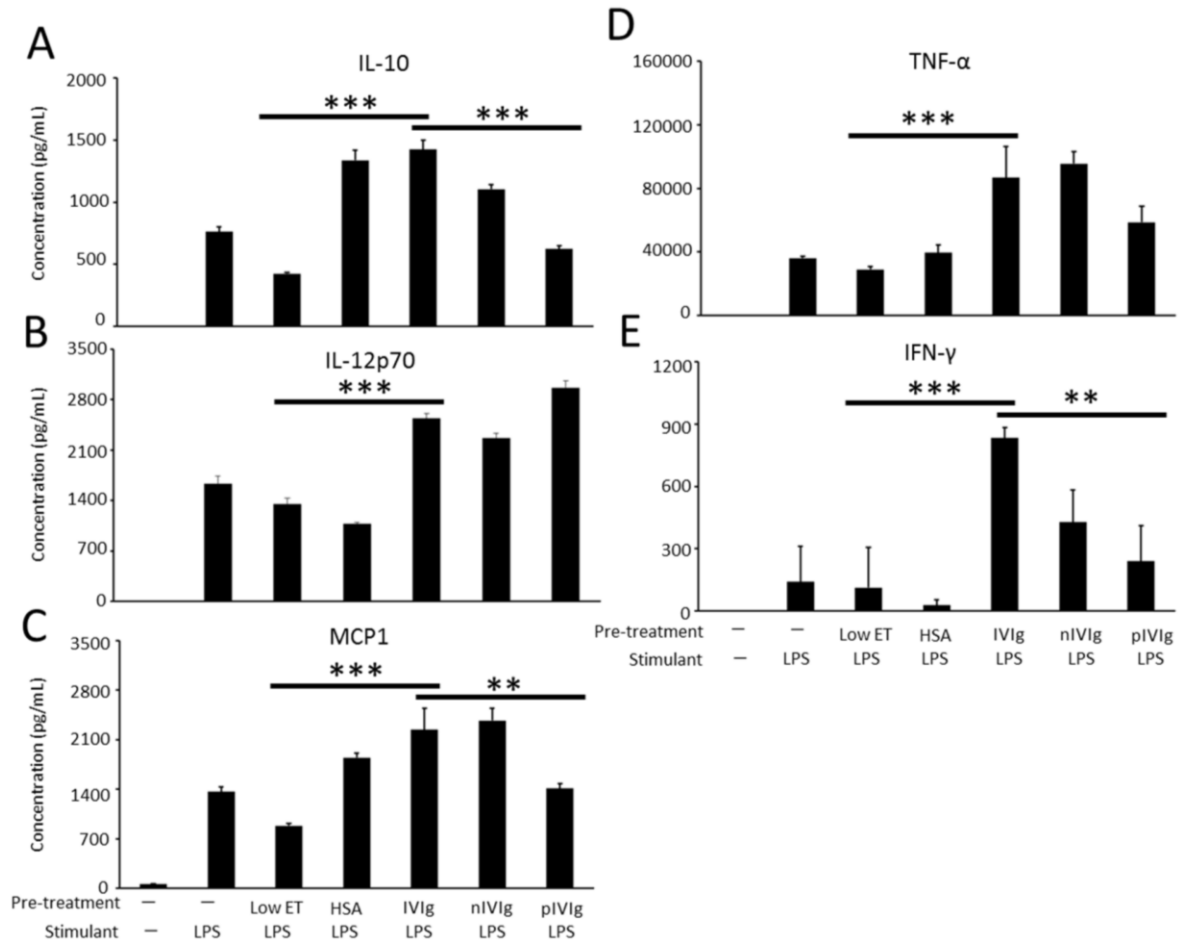 A
IL-10
Concentration (pg/mL)
2000
1500
1000
500
0
***
***
B
IL-12p70
Concentration (pg/mL)
3500
2800
2100
1400
700
0
***
C
MCP1
Concentration (pg/mL)
3500
2800
2100
1400
700
0
***
**
Pre-treatment – – Low ET HSA IVIg nIVIg pIVIg
Stimulant – LPS LPS LPS LPS LPS LPS
D
TNF-α
160000
120000
80000
40000
0
***
E
IFN-γ
1200
900
600
300
0
***
**
Pre-treatment – – Low ET HSA IVIg nIVIg pIVIg
Stimulant – LPS LPS LPS LPS LPS LPS